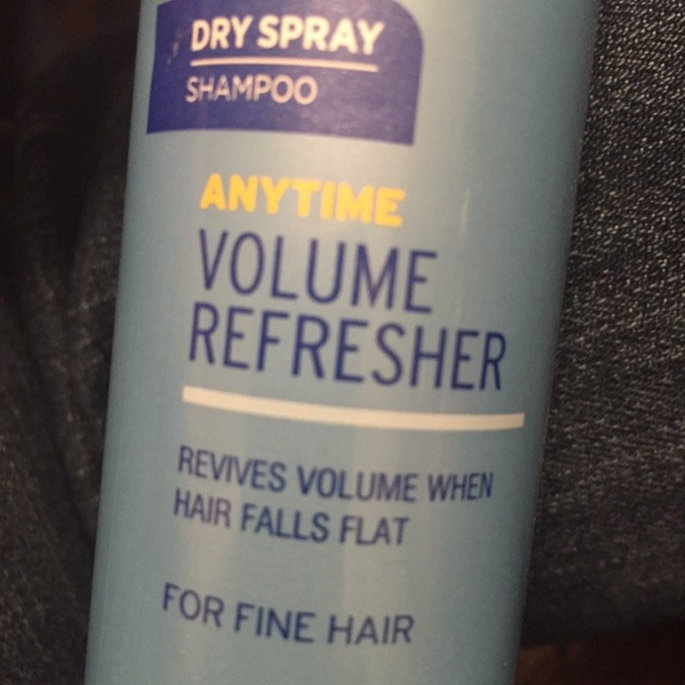 DRY SPRAY
SHAMPOO
ANYTIME
VOLUME
REFRESHER
REVIVES VOLUME WHEN
HAIR FALLS FLAT
FOR FINE HAIR